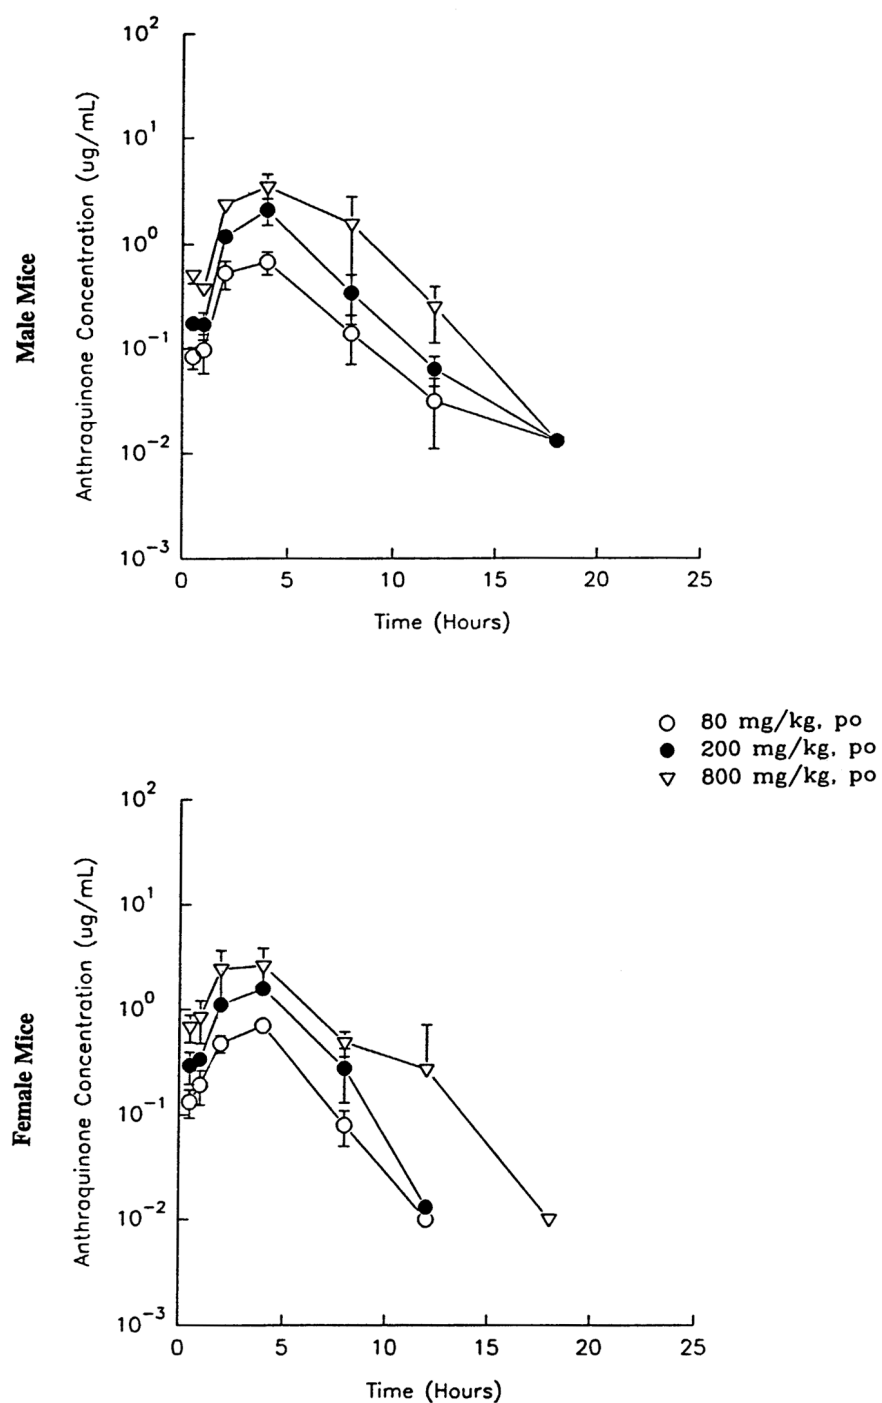 Male Mice
Anthraquinone Concentration (ug/mL)
10²
10¹
10⁰
10⁻¹
10⁻²
10⁻³
0 5 10 15 20 25
Time (Hours)
80 mg/kg, po
200 mg/kg, po
800 mg/kg, po
Female Mice
Anthraquinone Concentration (ug/mL)
10²
10¹
10⁰
10⁻¹
10⁻²
10⁻³
0 5 10 15 20 25
Time (Hours)